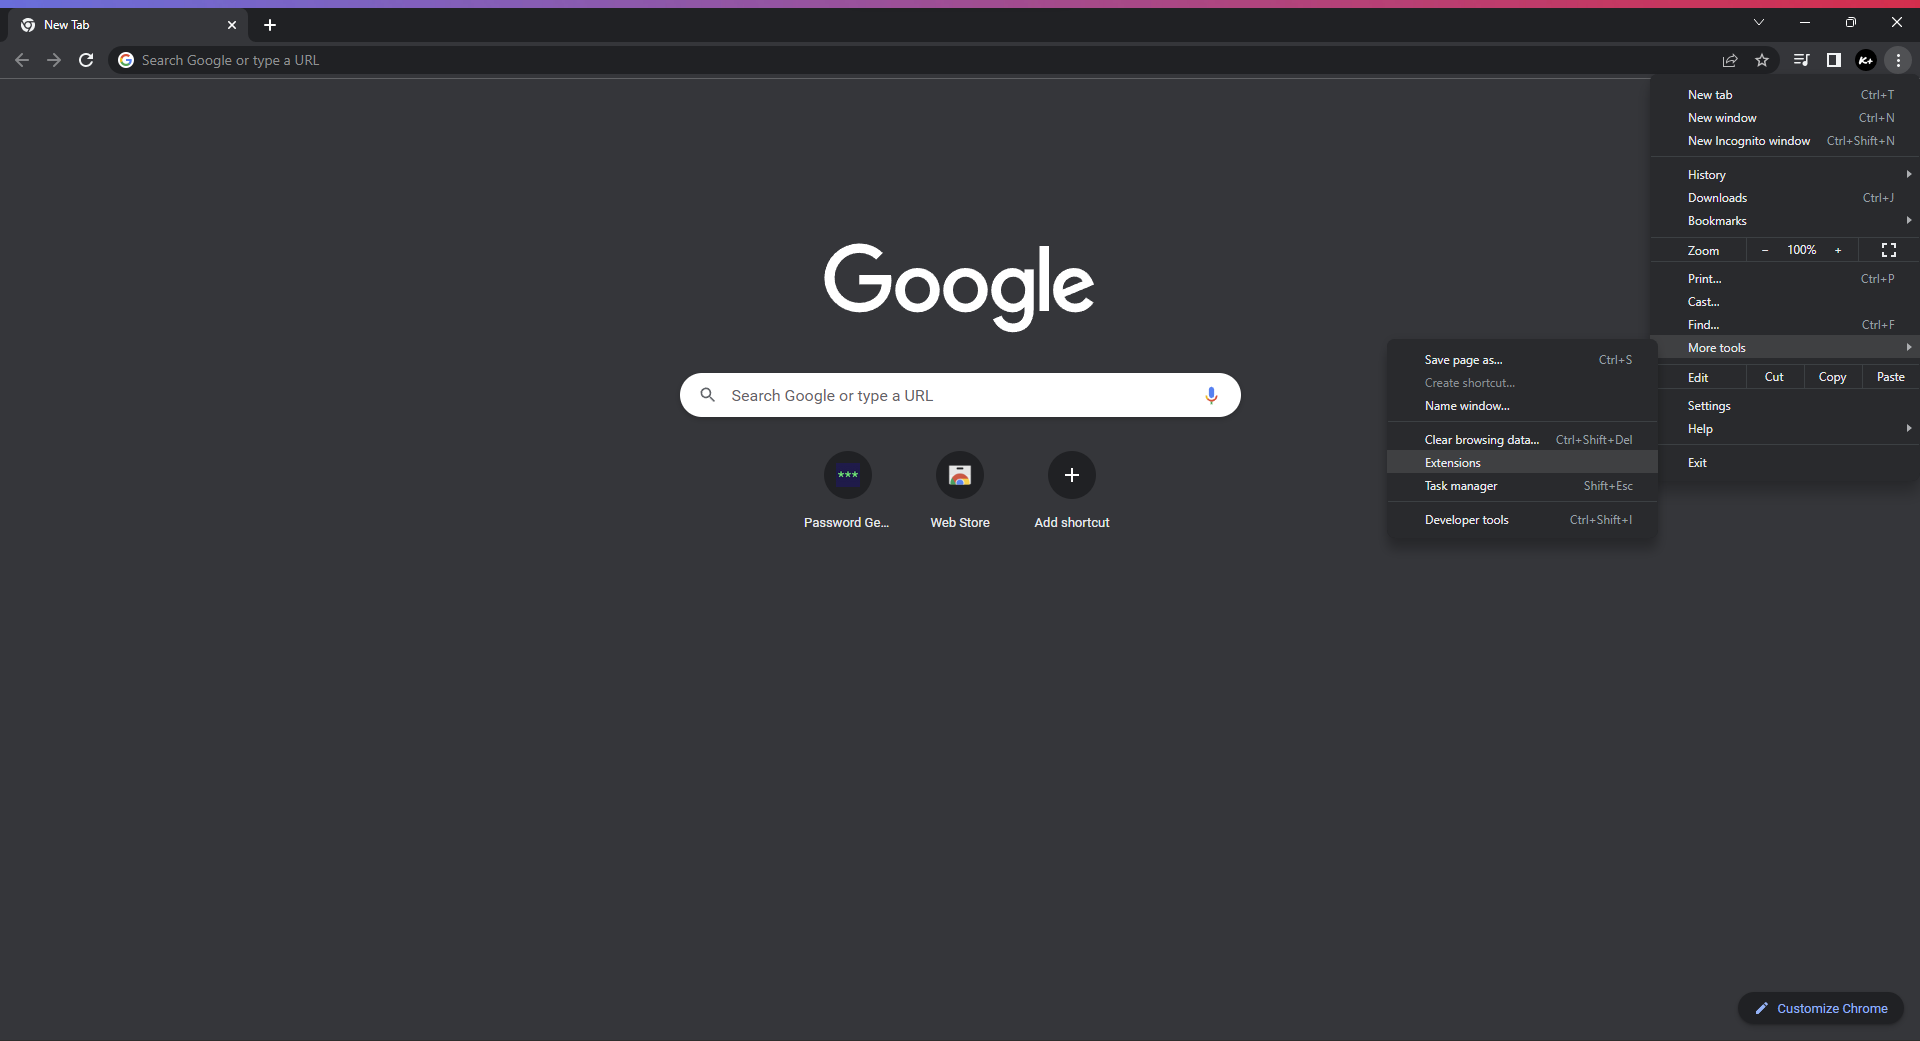 New Tab
Search Google or type a URL
K+
New tab Ctrl+T
New window Ctrl+N
New Incognito window Ctrl+Shift+N
History
Downloads Ctrl+J
Bookmarks
Zoom – 100% +
Print... Ctrl+P
Cast...
Find... Ctrl+F
More tools
Edit Cut Copy Paste
Settings
Help
Exit
Save page as... Ctrl+S
Create shortcut...
Name window...
Clear browsing data... Ctrl+Shift+Del
Extensions
Task manager Shift+Esc
Developer tools Ctrl+Shift+I
Google
Search Google or type a URL
***
Password Ge... Web Store Add shortcut
Customize Chrome